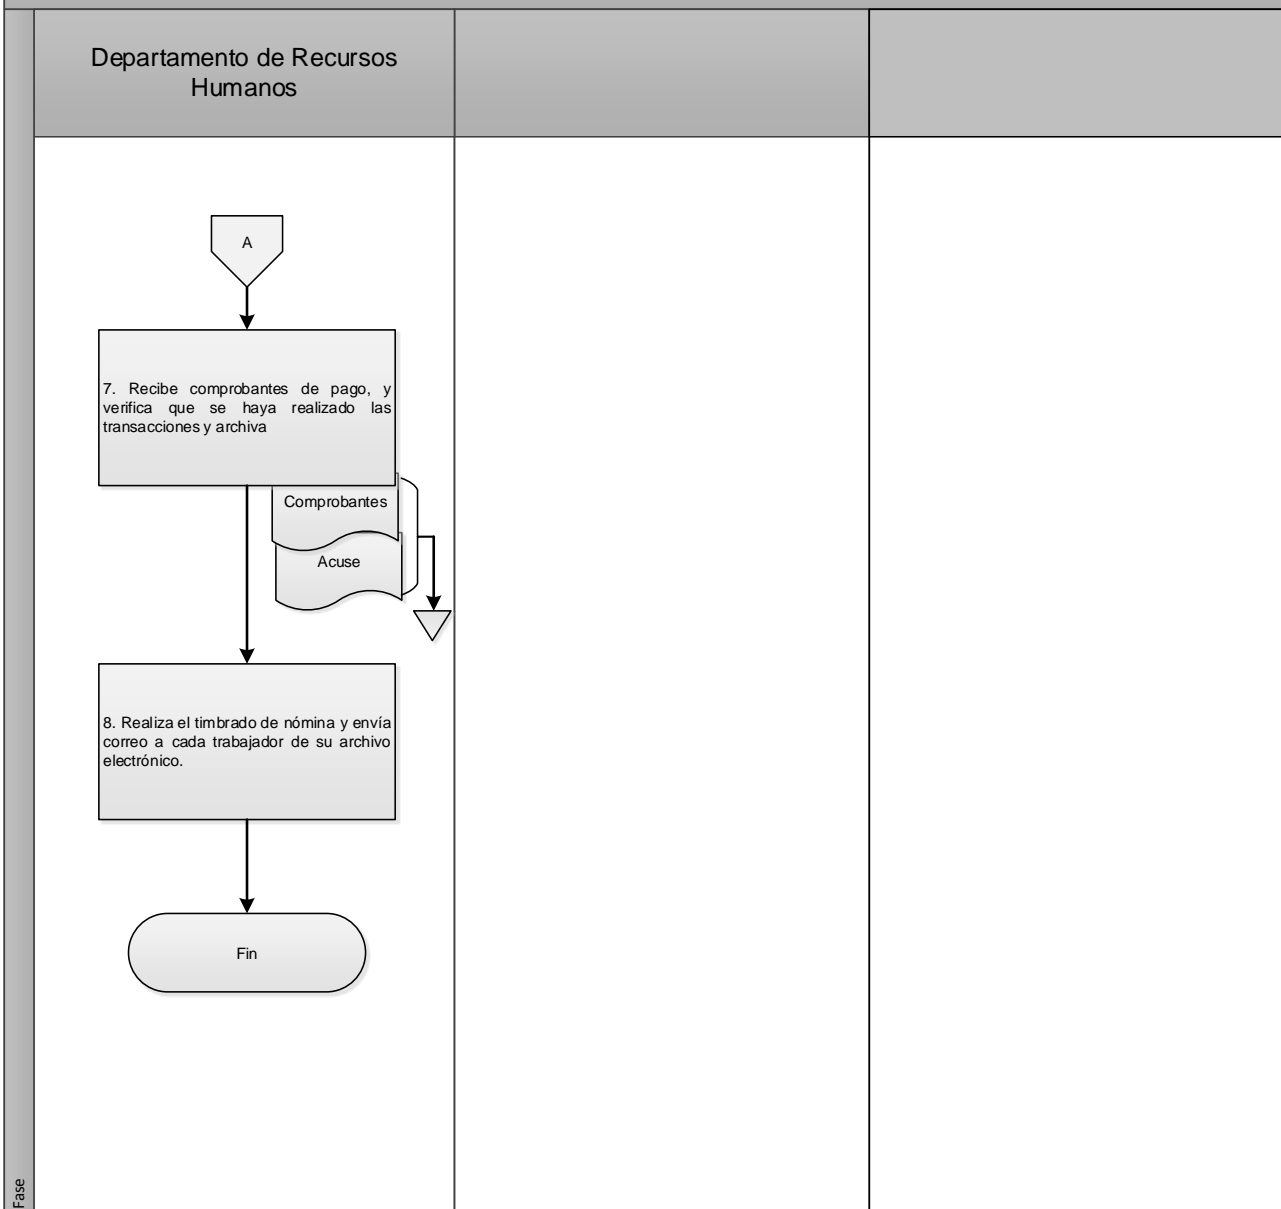 Departamento de Recursos
Humanos
A
7. Recibe comprobantes de pago, y
verifica que se haya realizado las
transacciones y archiva
Comprobantes
Acuse
8. Realiza el timbrado de nómina y envía
correo a cada trabajador de su archivo
electrónico.
Fin
Fase